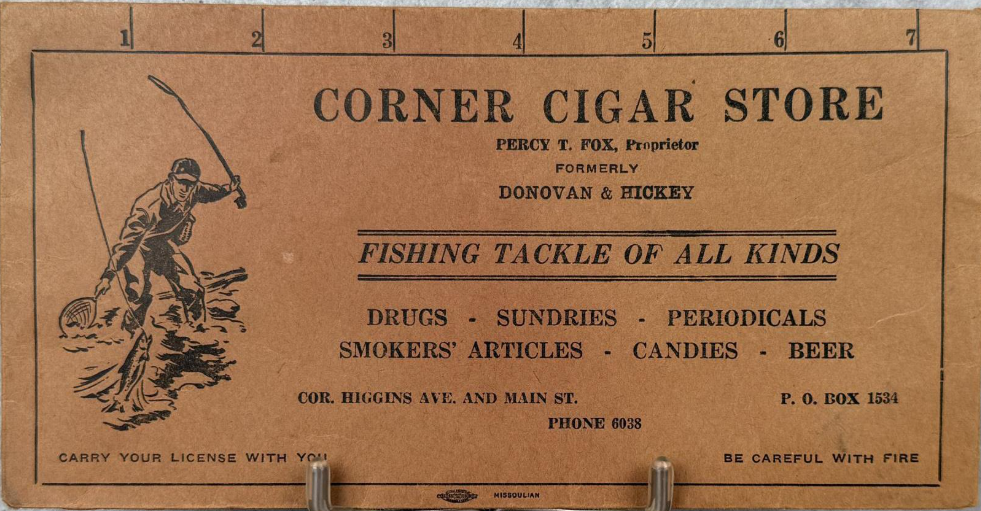 1 2 3 4 5 6 7
CORNER CIGAR STORE
PERCY T. FOX, Proprietor
FORMERLY
DONOVAN & HICKEY
FISHING TACKLE OF ALL KINDS
DRUGS - SUNDRIES - PERIODICALS
SMOKERS' ARTICLES - CANDIES - BEER
COR. HIGGINS AVE. AND MAIN ST. P. O. BOX 1534
PHONE 6038
CARRY YOUR LICENSE WITH YOU BE CAREFUL WITH FIRE
MISSOULIAN